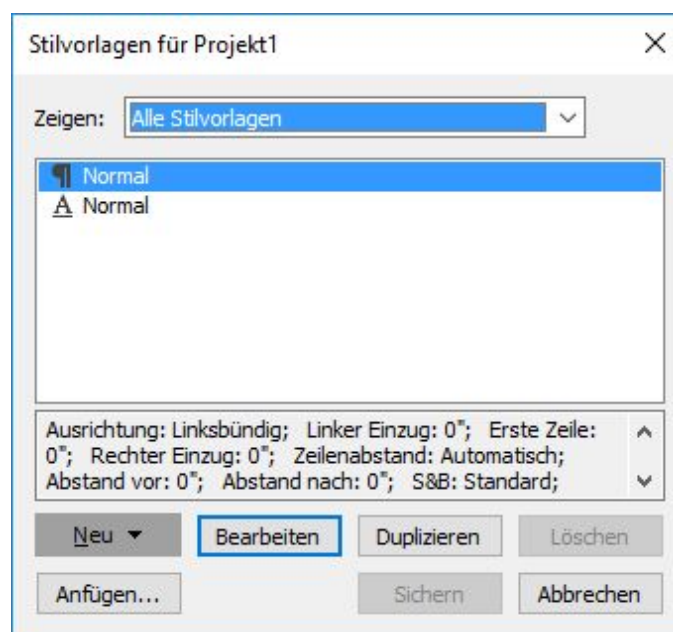 Stilvorlagen für Projekt1
Zeigen: Alle Stilvorlagen
¶ Normal
A Normal
Ausrichtung: Linksbündig; Linker Einzug: 0"; Erste Zeile:
0"; Rechter Einzug: 0"; Zeilenabstand: Automatisch;
Abstand vor: 0"; Abstand nach: 0"; S&B: Standard;
Neu Bearbeiten Duplizieren Löschen
Anfügen... Sichern Abbrechen